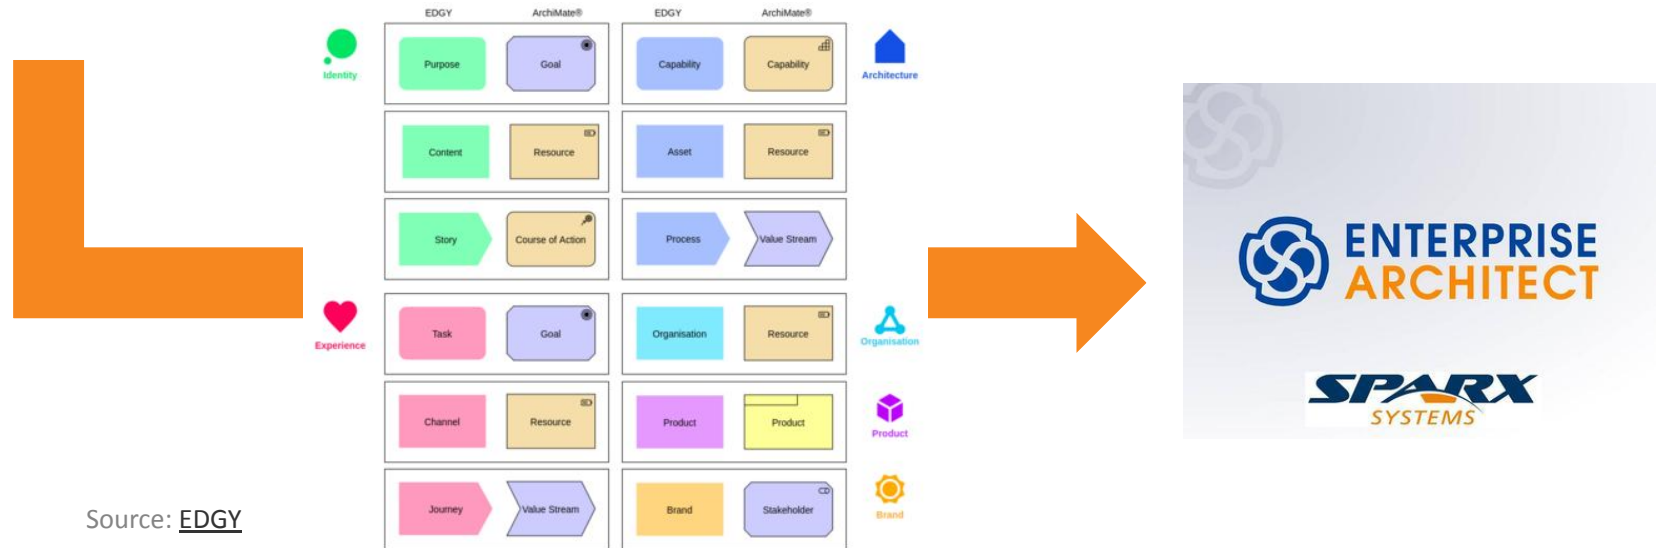 EDGY ArchiMate® EDGY ArchiMate®
Identity Purpose Goal Capability Capability Architecture
Content Resource Asset Resource
Story Course of Action Process Value Stream
Experience Task Goal Organisation Resource Organisation
Channel Resource Product Product Product
Journey Value Stream Brand Stakeholder Brand
ENTERPRISE
ARCHITECT
SPARX
SYSTEMS
Source: EDGY